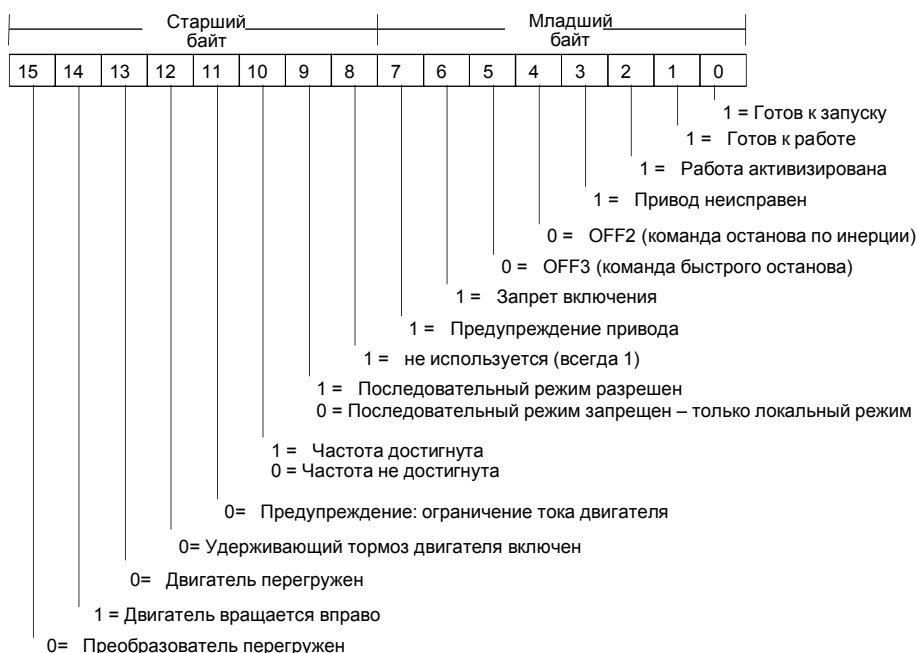 Старший байт
Младший байт
15 14 13 12 11 10 9 8 7 6 5 4 3 2 1 0
1 = Готов к запуску
1 = Готов к работе
1 = Работа активизирована
1 = Привод неисправен
0 = OFF2 (команда останова по инерции)
0 = OFF3 (команда быстрого останова)
1 = Запрет включения
1 = Предупреждение привода
1 = не используется (всегда 1)
1 = Последовательный режим разрешен
0 = Последовательный режим запрещен – только локальный режим
1 = Частота достигнута
0 = Частота не достигнута
0= Предупреждение: ограничение тока двигателя
0= Удерживающий тормоз двигателя включен
0= Двигатель перегружен
1 = Двигатель вращается вправо
0= Преобразователь перегружен